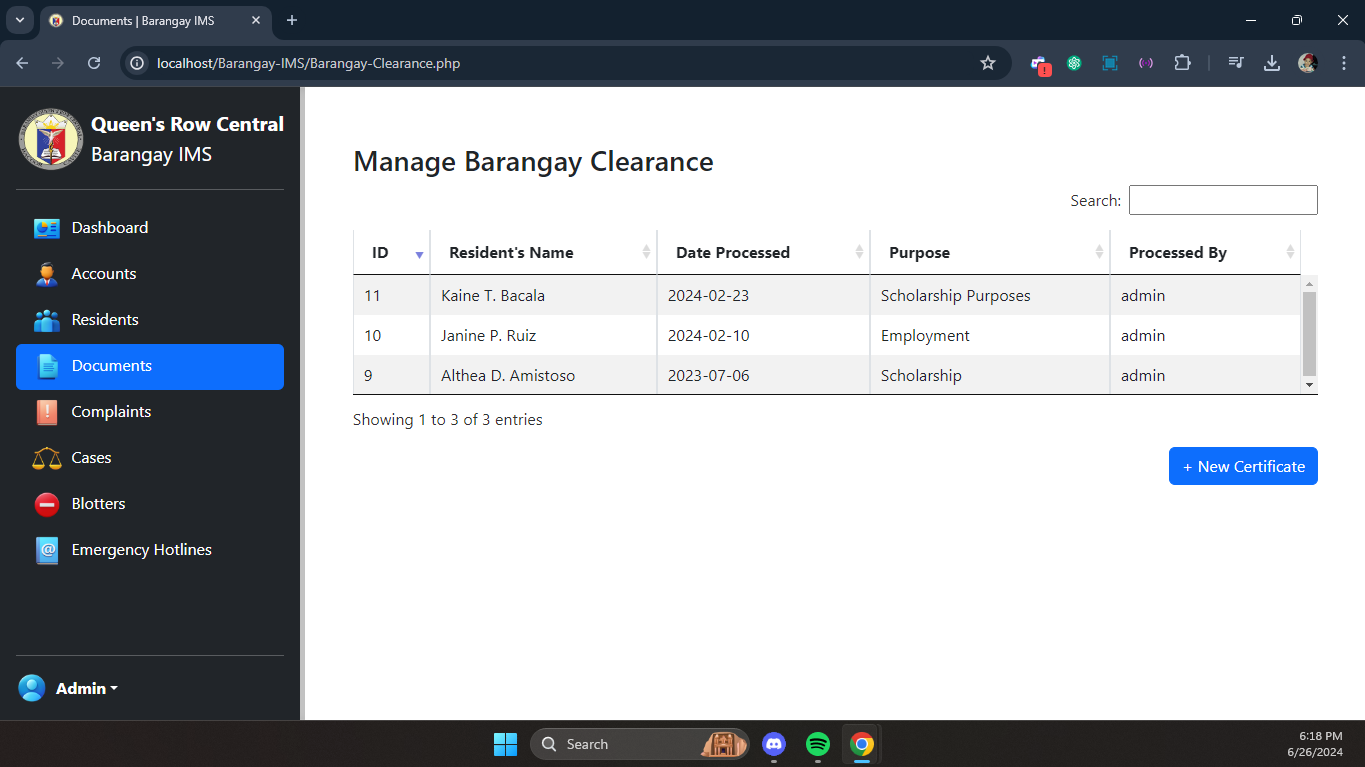 Documents | Barangay IMS
localhost/Barangay-IMS/Barangay-Clearance.php
Queen's Row Central
Barangay IMS
Dashboard
Accounts
Residents
Documents
Complaints
Cases
Blotters
Emergency Hotlines
Admin
Manage Barangay Clearance
Search:
ID Resident's Name Date Processed Purpose Processed By
11 Kaine T. Bacala 2024-02-23 Scholarship Purposes admin
10 Janine P. Ruiz 2024-02-10 Employment admin
9 Althea D. Amistoso 2023-07-06 Scholarship admin
Showing 1 to 3 of 3 entries
+ New Certificate
Search
6:18 PM
6/26/2024